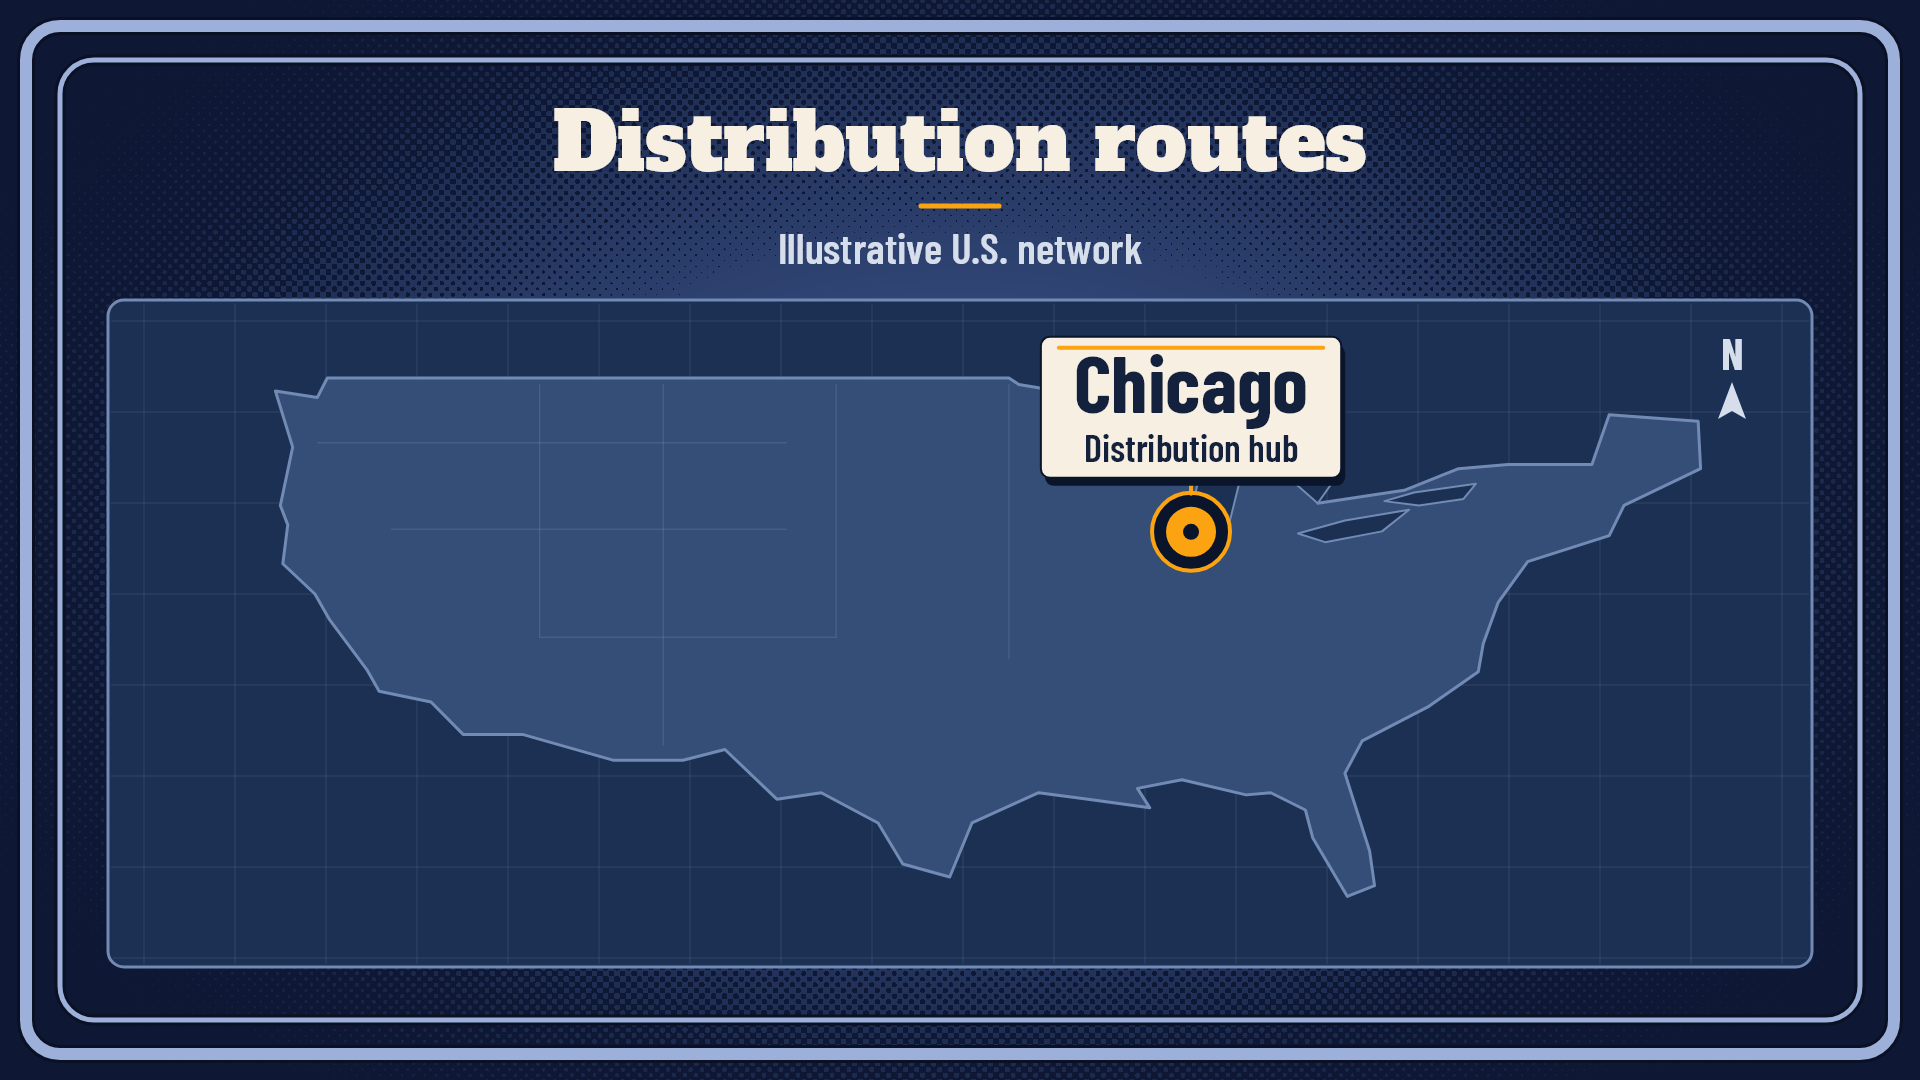 Distribution routes
Illustrative U.S. network
Chicago
Distribution hub
N